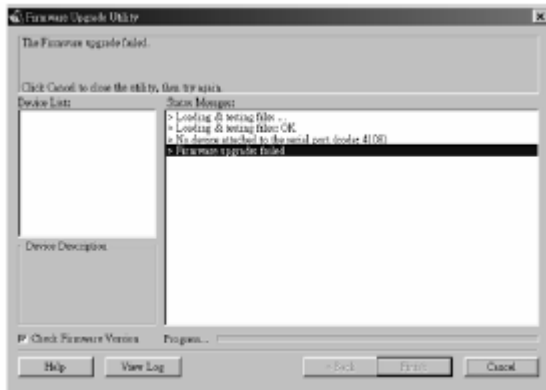 Firmware Upgrade Utility
The Firmware upgrade failed.
Click Cancel to close the utility, then try again.
Device List:
Status Messages:
> Loading & testing files ...
> Loading & testing files: OK
> No device attached to the serial port (code: 4106)
> Firmware upgrade: failed
Device Description
Check Firmware Version
Progress...
Help
View Log
< Back
Finish
Cancel